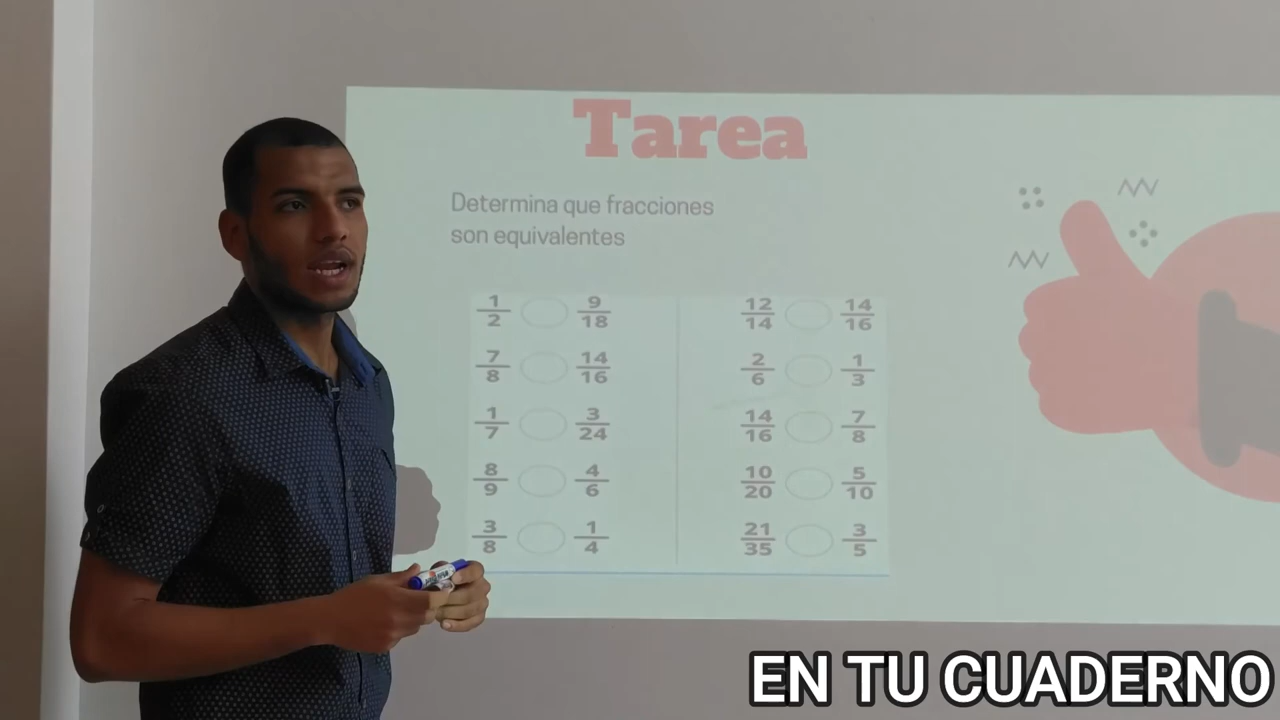 Tarea
Determina que fracciones
son equivalentes
1/2 9/18
7/8 14/16
1/7 3/24
8/9 4/6
3/8 1/4
12/14 14/16
2/6 1/3
14/16 7/8
10/20 5/10
21/35 3/5
EN TU CUADERNO